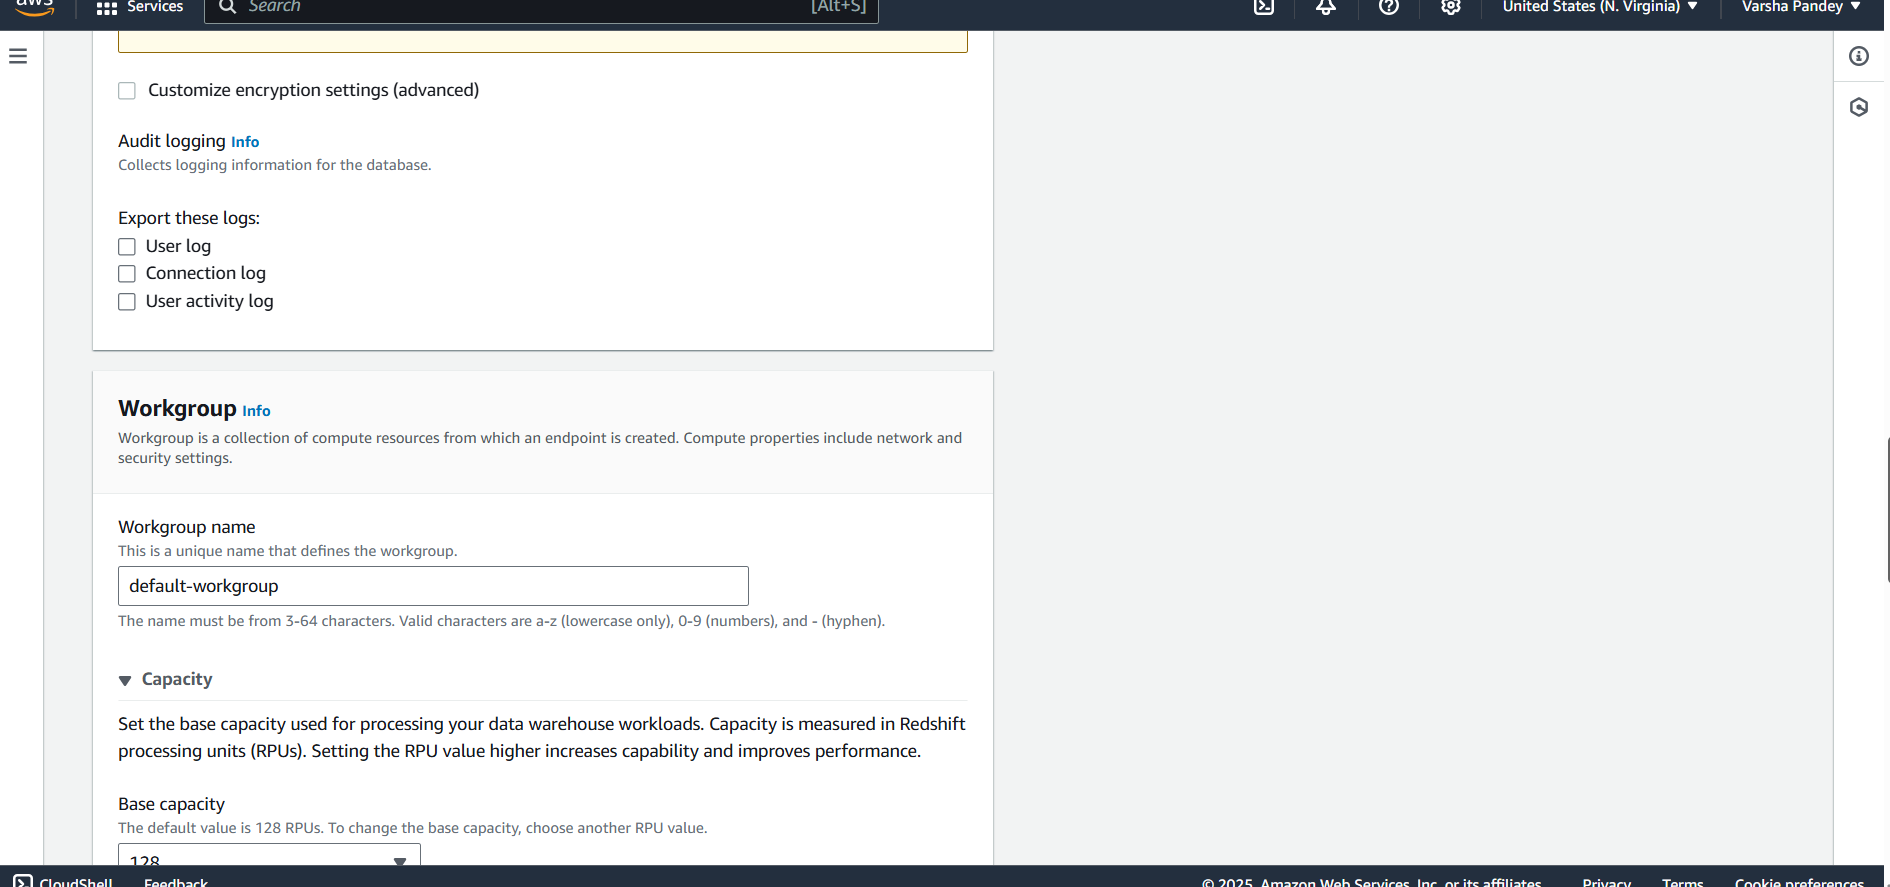 aws
Services
Search
[Alt+S]
United States (N. Virginia)
Varsha Pandey
Customize encryption settings (advanced)
Audit logging Info
Collects logging information for the database.
Export these logs:
User log
Connection log
User activity log
Workgroup Info
Workgroup is a collection of compute resources from which an endpoint is created. Compute properties include network and
security settings.
Workgroup name
This is a unique name that defines the workgroup.
default-workgroup
The name must be from 3-64 characters. Valid characters are a-z (lowercase only), 0-9 (numbers), and - (hyphen).
Capacity
Set the base capacity used for processing your data warehouse workloads. Capacity is measured in Redshift
processing units (RPUs). Setting the RPU value higher increases capability and improves performance.
Base capacity
The default value is 128 RPUs. To change the base capacity, choose another RPU value.
128
CloudShell
Feedback
© 2025, Amazon Web Services, Inc. or its affiliates.
Privacy
Terms
Cookie preferences